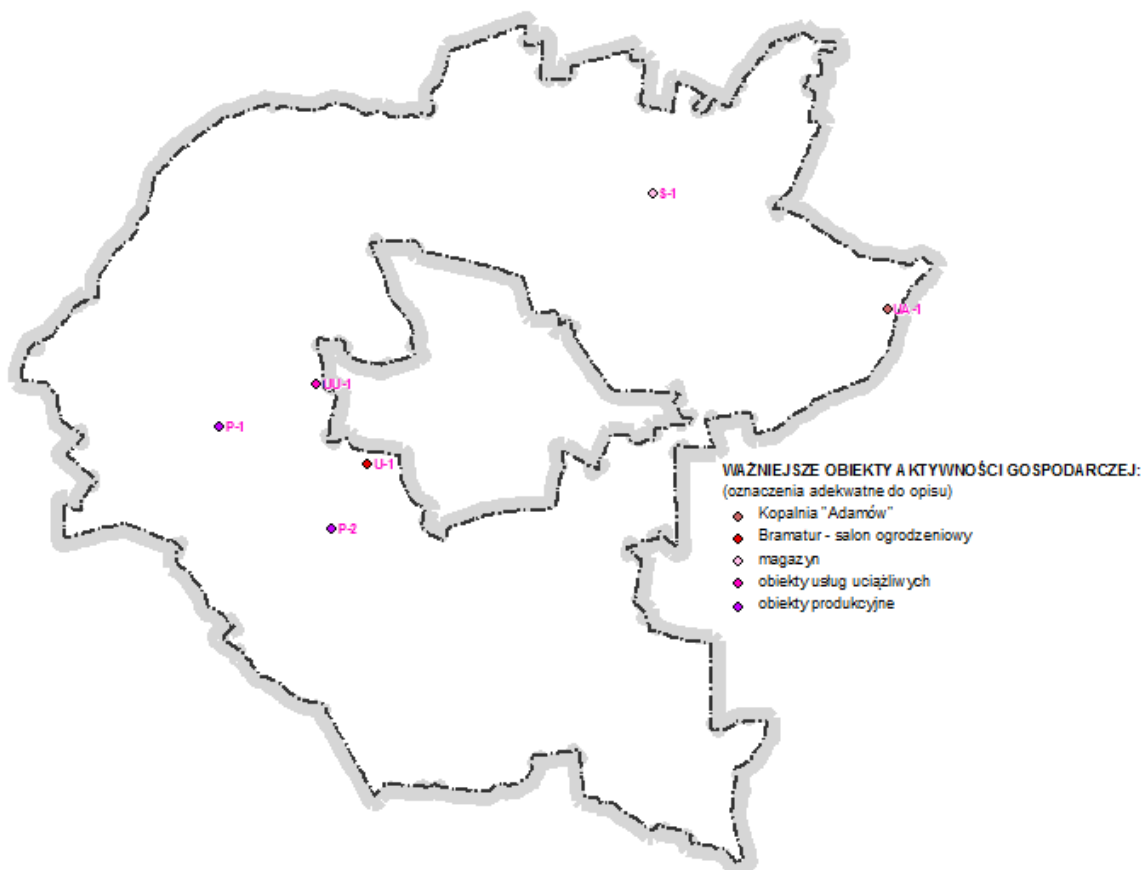 S-1
UA-1
UU-1
P-1
U-1
P-2
WAŻNIEJSZE OBIEKTY AKTYWNOŚCI GOSPODARCZEJ:
(oznaczenia adekwatne do opisu)
Kopalnia "Adamów"
Bramatur - salon ogrodzeniowy
magazyn
obiekty usług uciążliwych
obiekty produkcyjne